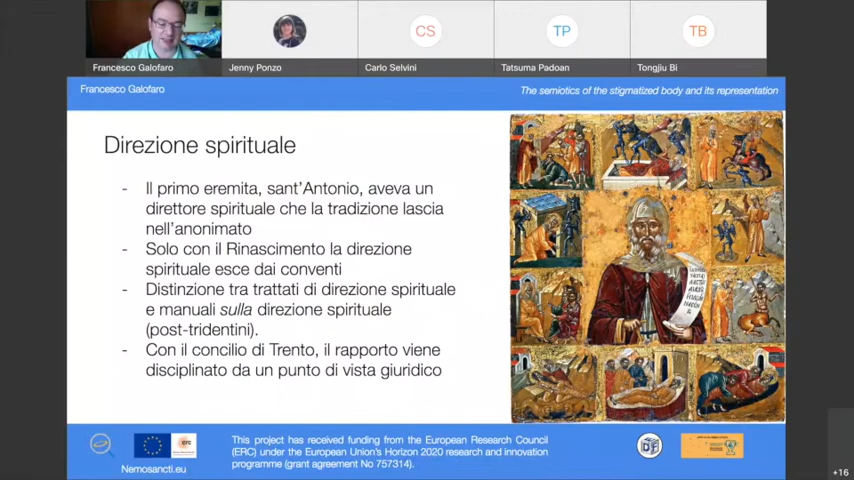 CS
TP
TB
Francesco Galofaro
Jenny Ponzo
Carlo Selvini
Tatsuma Padoan
Tongjiu Bi
Francesco Galofaro
The semiotics of the stigmatized body and its representation
Direzione spirituale
- Il primo eremita, sant'Antonio, aveva un
direttore spirituale che la tradizione lascia
nell'anonimato
- Solo con il Rinascimento la direzione
spirituale esce dai conventi
- Distinzione tra trattati di direzione spirituale
e manuali sulla direzione spirituale
(post-tridentini).
- Con il concilio di Trento, il rapporto viene
disciplinato da un punto di vista giuridico
erc
Nemosancti.eu
This project has received funding from the European Research Council
(ERC) under the European Union's Horizon 2020 research and innovation
programme (grant agreement No 757314).
+16